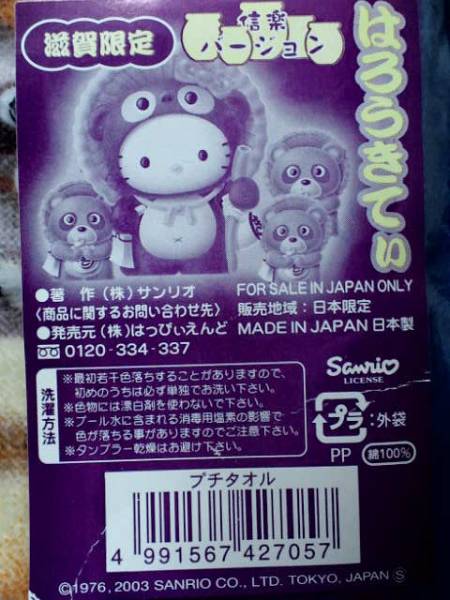 滋賀限定
信楽
バージョン
はろうきてぃ
●著 作（株）サンリオ
〈商品に関するお問い合わせ先〉
●発売元（株）はっぴぃえんど
0120-334-337
FOR SALE IN JAPAN ONLY
販売地域：日本限定
MADE IN JAPAN 日本製
洗濯方法
※最初若干色落ちすることがありますので、
初めのうちは必ず単独でお洗い下さい。
※色物には漂白剤を使わないで下さい。
※プール水に含まれる消毒用塩素の影響で
色が落ちる事がありますのでご注意下さい。
※タンブラー乾燥はお避け下さい。
Sanrio
LICENSE
プラ：外袋
PP 綿100%
プチタオル
4 991567 427057
©1976, 2003 SANRIO CO., LTD. TOKYO, JAPAN Ⓢ